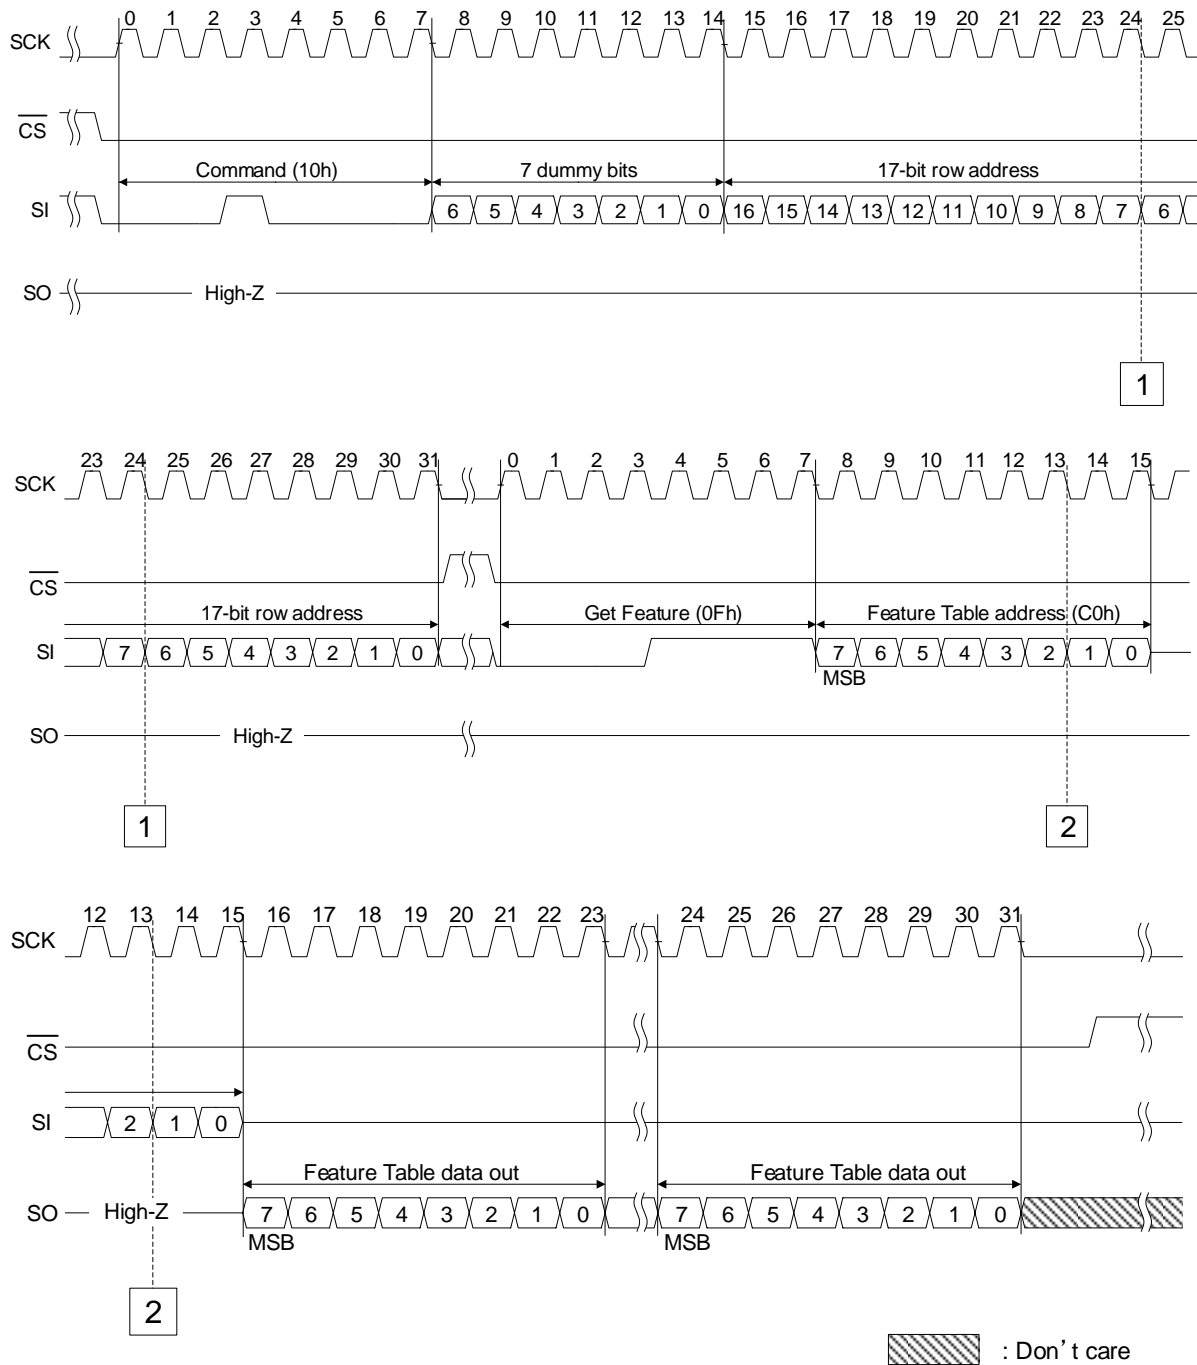 0 1 2 3 4 5 6 7 8 9 10 11 12 13 14 15 16 17 18 19 20 21 22 23 24 25
SCK
CS
Command (10h) 7 dummy bits 17-bit row address
SI 6 5 4 3 2 1 0 16 15 14 13 12 11 10 9 8 7 6
SO High-Z
1
23 24 25 26 27 28 29 30 31 0 1 2 3 4 5 6 7 8 9 10 11 12 13 14 15
SCK
CS
17-bit row address Get Feature (0Fh) Feature Table address (C0h)
SI 7 6 5 4 3 2 1 0 7 6 5 4 3 2 1 0
MSB
SO High-Z
1 2
12 13 14 15 16 17 18 19 20 21 22 23 24 25 26 27 28 29 30 31
SCK
CS
SI 2 1 0
Feature Table data out Feature Table data out
SO High-Z 7 6 5 4 3 2 1 0 7 6 5 4 3 2 1 0
MSB MSB
2
: Don't care